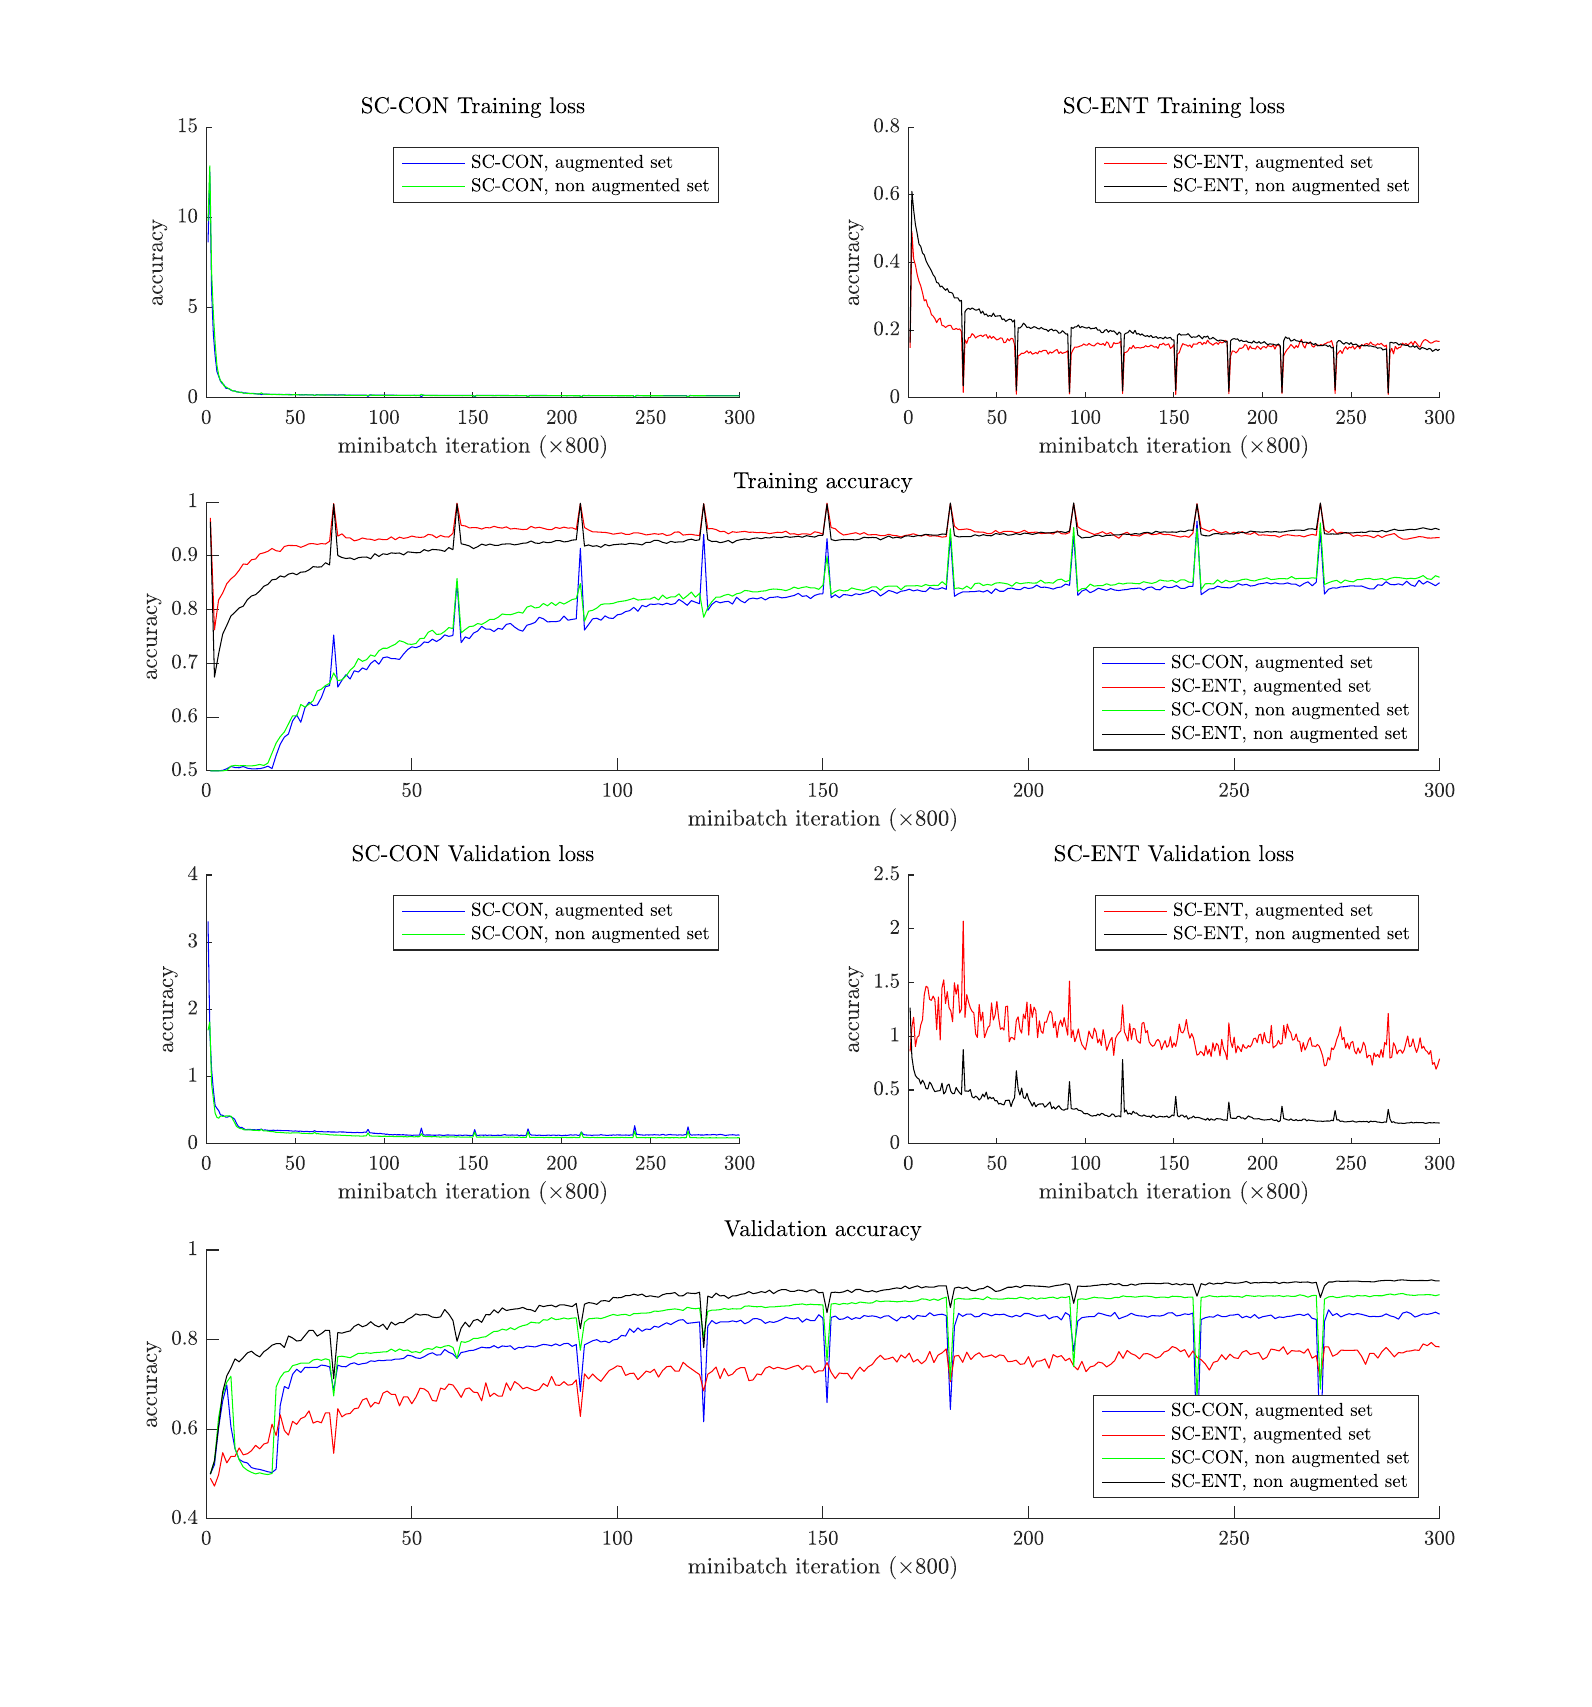 SC-CON Training loss
15
10
5
0
accuracy
SC-CON, augmented set
SC-CON, non augmented set
0 50 100 150 200 250 300
minibatch iteration (×800)
SC-ENT Training loss
0.8
0.6
0.4
0.2
0
accuracy
SC-ENT, augmented set
SC-ENT, non augmented set
0 50 100 150 200 250 300
minibatch iteration (×800)
Training accuracy
1
0.9
0.8
0.7
0.6
0.5
accuracy
SC-CON, augmented set
SC-ENT, augmented set
SC-CON, non augmented set
SC-ENT, non augmented set
0 50 100 150 200 250 300
minibatch iteration (×800)
SC-CON Validation loss
4
3
2
1
0
accuracy
SC-CON, augmented set
SC-CON, non augmented set
0 50 100 150 200 250 300
minibatch iteration (×800)
SC-ENT Validation loss
2.5
2
1.5
1
0.5
0
accuracy
SC-ENT, augmented set
SC-ENT, non augmented set
0 50 100 150 200 250 300
minibatch iteration (×800)
Validation accuracy
1
0.8
0.6
0.4
accuracy
SC-CON, augmented set
SC-ENT, augmented set
SC-CON, non augmented set
SC-ENT, non augmented set
0 50 100 150 200 250 300
minibatch iteration (×800)